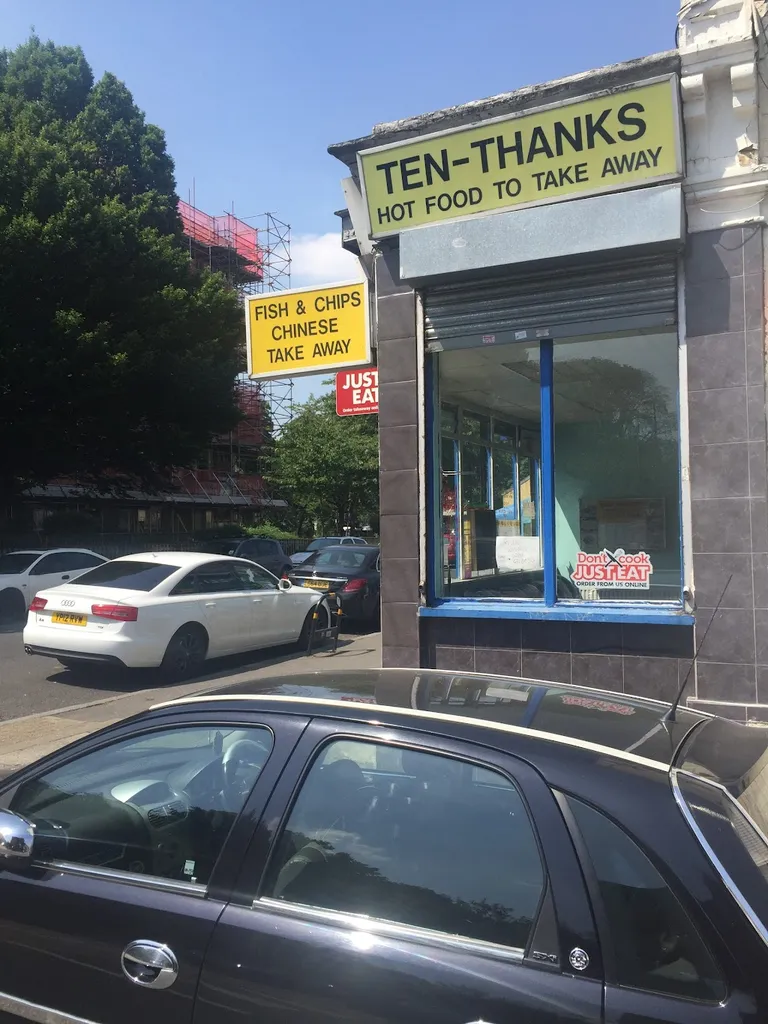 TEN-THANKS
HOT FOOD TO TAKE AWAY
FISH & CHIPS
CHINESE
TAKE AWAY
JUST
EAT
Don't cook
JUST EAT
ORDER FROM US ONLINE